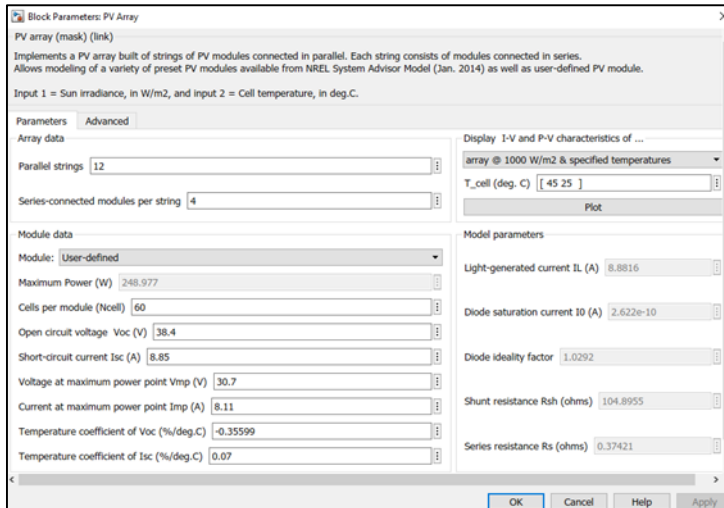 Block Parameters: PV Array
PV array (mask) (link)
Implements a PV array built of strings of PV modules connected in parallel. Each string consists of modules connected in series.
Allows modeling of a variety of preset PV modules available from NREL System Advisor Model (Jan. 2014) as well as user-defined PV module.
Input 1 = Sun irradiance, in W/m2, and input 2 = Cell temperature, in deg.C.
Parameters Advanced
Array data
Parallel strings 12
Series-connected modules per string 4
Display I-V and P-V characteristics of ...
array @ 1000 W/m2 & specified temperatures
T_cell (deg. C) [ 45 25 ]
Plot
Module data
Module: User-defined
Maximum Power (W) 248.977
Cells per module (Ncell) 60
Open circuit voltage Voc (V) 38.4
Short-circuit current Isc (A) 8.85
Voltage at maximum power point Vmp (V) 30.7
Current at maximum power point Imp (A) 8.11
Temperature coefficient of Voc (%/deg.C) -0.35599
Temperature coefficient of Isc (%/deg.C) 0.07
Model parameters
Light-generated current IL (A) 8.8816
Diode saturation current I0 (A) 2.622e-10
Diode ideality factor 1.0292
Shunt resistance Rsh (ohms) 104.8955
Series resistance Rs (ohms) 0.37421
OK Cancel Help Apply